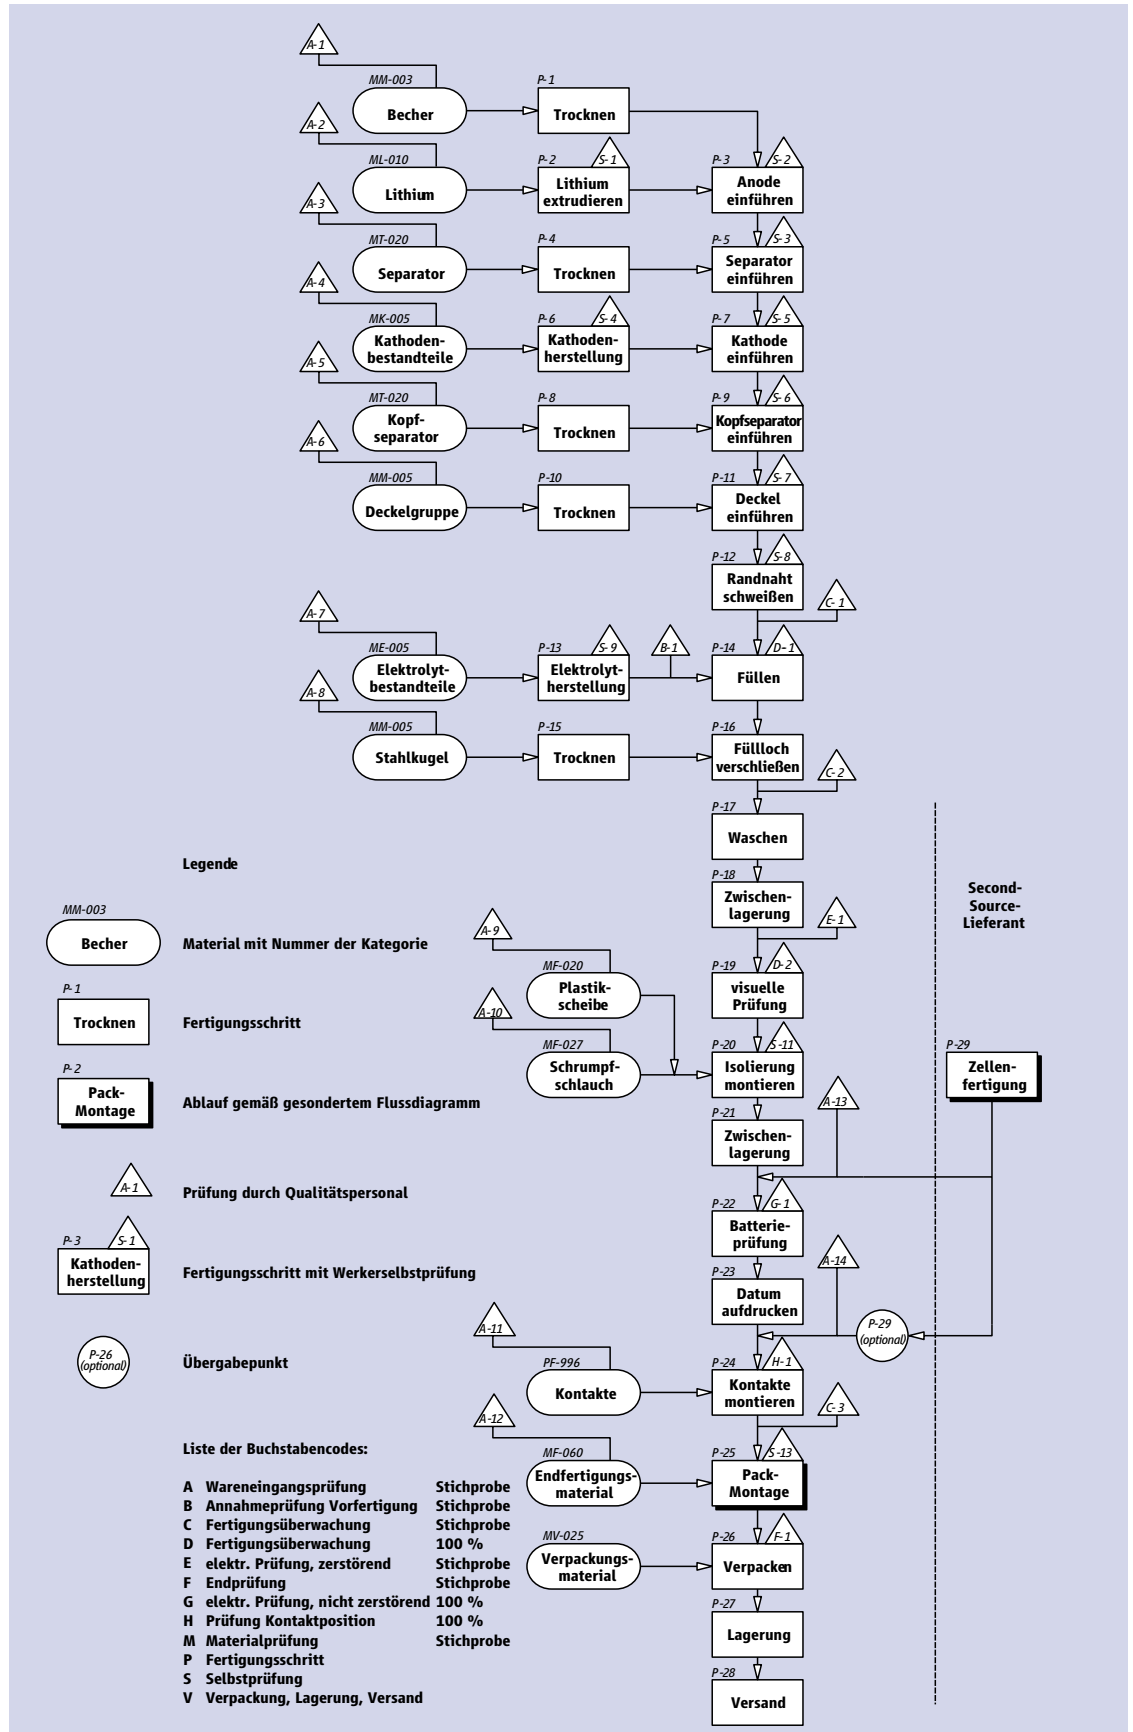 A-1
MM-003
P-1
Becher
Trocknen
A-2
ML-010
P-2
S-1
P-3
S-2
Lithium
Lithium
extrudieren
Anode
einführen
A-3
MT-020
P-4
P-5
S-3
Separator
Trocknen
Separator
einführen
A-4
MK-005
P-6
S-4
P-7
S-5
Kathoden-
bestandteile
Kathoden-
herstellung
Kathode
einführen
A-5
MT-020
P-8
P-9
S-6
Kopf-
separator
Trocknen
Kopfseparator
einführen
A-6
MM-005
P-10
P-11
S-7
Deckelgruppe
Trocknen
Deckel
einführen
P-12
S-8
Randnaht
schweißen
C-1
A-7
ME-005
P-13
S-9
B-1
P-14
D-1
Elektrolyt-
bestandteile
Elektrolyt-
herstellung
Füllen
A-8
MM-005
P-15
P-16
Stahlkugel
Trocknen
Füllloch
verschließen
C-2
P-17
Waschen
P-18
Zwischen-
lagerung
E-1
Second-
Source-
Lieferant
A-9
MF-020
P-19
D-2
Plastik-
scheibe
visuelle
Prüfung
A-10
MF-027
P-20
S-11
Schrumpf-
schlauch
Isolierung
montieren
P-29
Zellen-
fertigung
A-13
P-21
Zwischen-
lagerung
P-22
G-1
Batterie-
prüfung
A-14
P-23
Datum
aufdrucken
P-29
(optional)
A-11
PF-996
P-24
H-1
Kontakte
Kontakte
montieren
C-3
A-12
MF-060
P-25
S-13
Endfertigungs-
material
Pack-
Montage
MV-025
P-26
F-1
Verpackungs-
material
Verpacken
P-27
Lagerung
P-28
Versand
Legende
MM-003
Becher
Material mit Nummer der Kategorie
P-1
Trocknen
Fertigungsschritt
P-2
Pack-
Montage
Ablauf gemäß gesondertem Flussdiagramm
A-1
Prüfung durch Qualitätspersonal
P-3
S-1
Kathoden-
herstellung
Fertigungsschritt mit Werkerselbstprüfung
P-26
(optional)
Übergabepunkt
Liste der Buchstabencodes:
A Wareneingangsprüfung Stichprobe
B Annahmeprüfung Vorfertigung Stichprobe
C Fertigungsüberwachung Stichprobe
D Fertigungsüberwachung 100 %
E elektr. Prüfung, zerstörend Stichprobe
F Endprüfung Stichprobe
G elektr. Prüfung, nicht zerstörend 100 %
H Prüfung Kontaktposition 100 %
M Materialprüfung Stichprobe
P Fertigungsschritt
S Selbstprüfung
V Verpackung, Lagerung, Versand